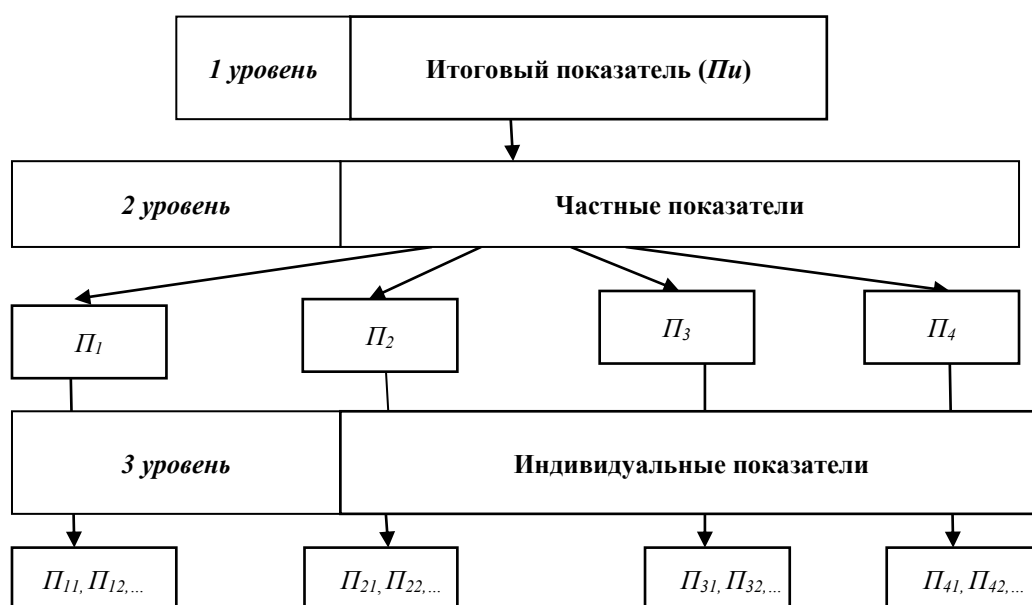 1 уровень Итоговый показатель (Пи)
2 уровень Частные показатели
П1 П2 П3 П4
3 уровень Индивидуальные показатели
П11, П12,... П21, П22,... П31, П32,... П41, П42,...